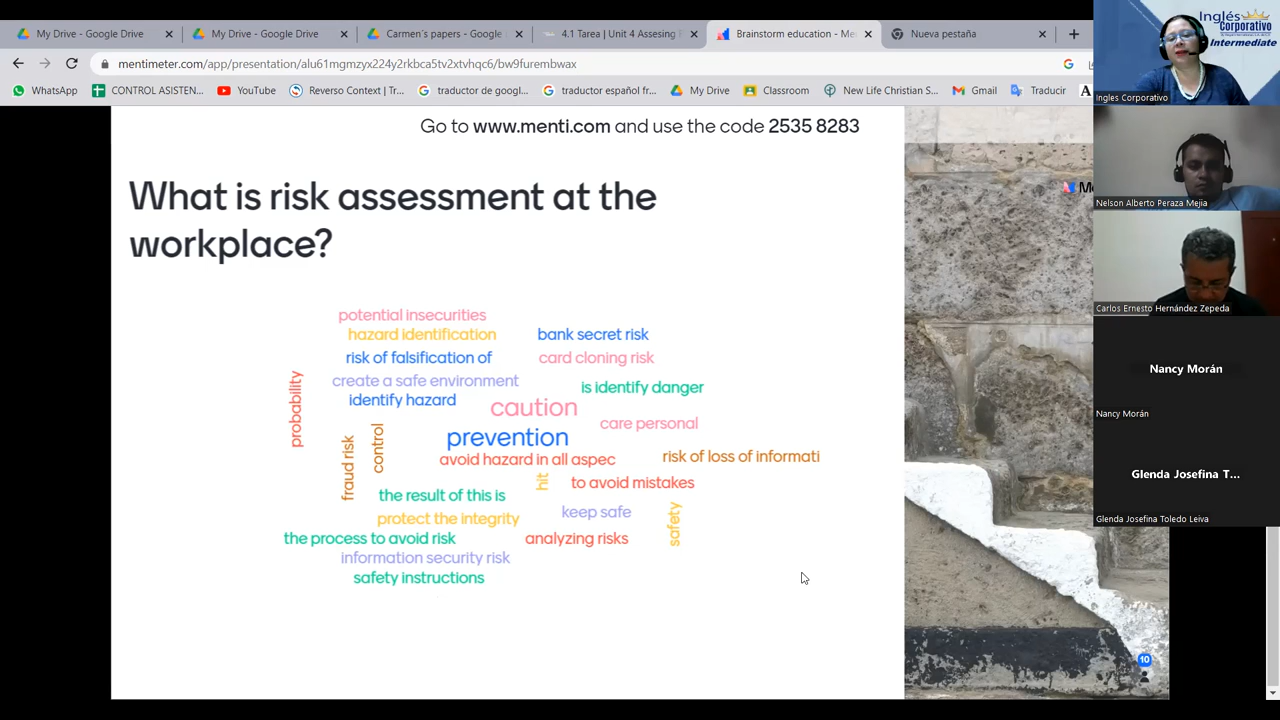 My Drive - Google Drive
My Drive - Google Drive
Carmen´s papers - Google
4.1 Tarea | Unit 4 Assesing
Brainstorm education - Me
Nueva pestaña
mentimeter.com/app/presentation/alu61mgmzyx224y2rkbca5tv2xtvhqc6/bw9furembwax
WhatsApp
CONTROL ASISTEN...
YouTube
Reverso Context | Tr...
traductor de googl...
traductor español fr...
My Drive
Classroom
New Life Christian S...
Gmail
Traducir
A
Go to www.menti.com and use the code 2535 8283
What is risk assessment at the
workplace?
potential insecurities
hazard identification
bank secret risk
risk of falsification of
card cloning risk
create a safe environment
is identify danger
identify hazard
probability
caution
care personal
prevention
control
fraud risk
avoid hazard in all aspec
risk of loss of informati
hit
to avoid mistakes
the result of this is
keep safe
protect the integrity
safety
the process to avoid risk
analyzing risks
information security risk
safety instructions
10
Inglés
Corporativo
Intermediate
Ingles Corporativo
Nelson Alberto Peraza Mejia
Carlos Ernesto Hernández Zepeda
Nancy Morán
Nancy Morán
Glenda Josefina T...
Glenda Josefina Toledo Leiva